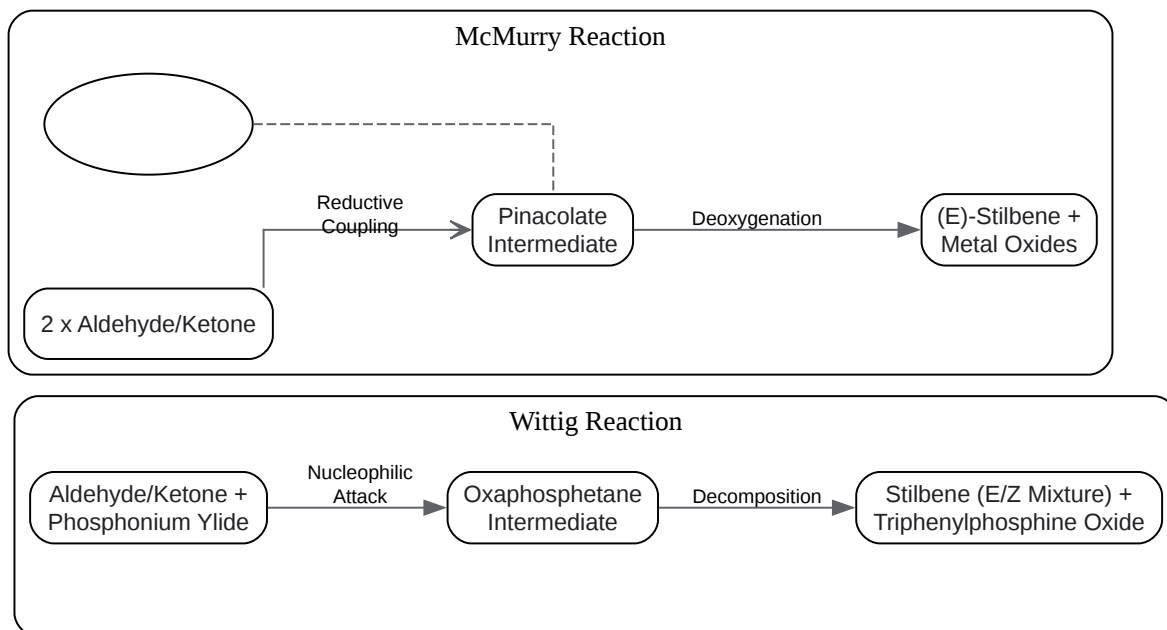 McMurry Reaction
Reductive
Coupling
Pinacolate
Intermediate
Deoxygenation
(E)-Stilbene +
Metal Oxides
2 x Aldehyde/Ketone
Wittig Reaction
Aldehyde/Ketone +
Phosphonium Ylide
Nucleophilic
Attack
Oxaphosphetane
Intermediate
Decomposition
Stilbene (E/Z Mixture) +
Triphenylphosphine Oxide